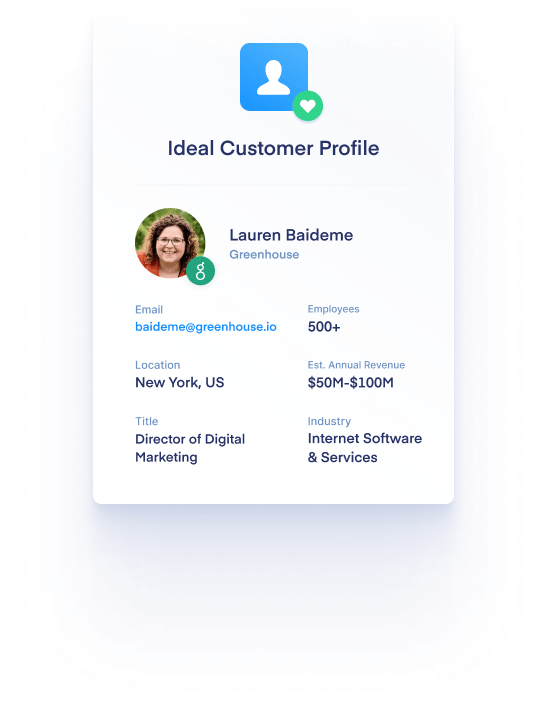 Ideal Customer Profile
Lauren Baideme
Greenhouse
Email
baideme@greenhouse.io
Employees
500+
Location
New York, US
Est. Annual Revenue
$50M-$100M
Title
Director of Digital
Marketing
Industry
Internet Software
& Services